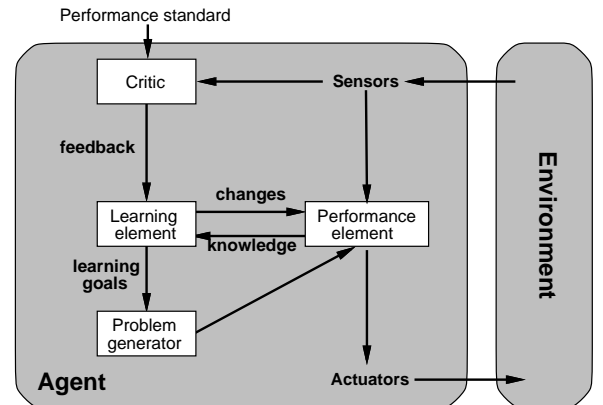 Performance standard
Critic
Sensors
feedback
changes
Learning
element
Performance
element
knowledge
learning
goals
Problem
generator
Agent
Actuators
Environment